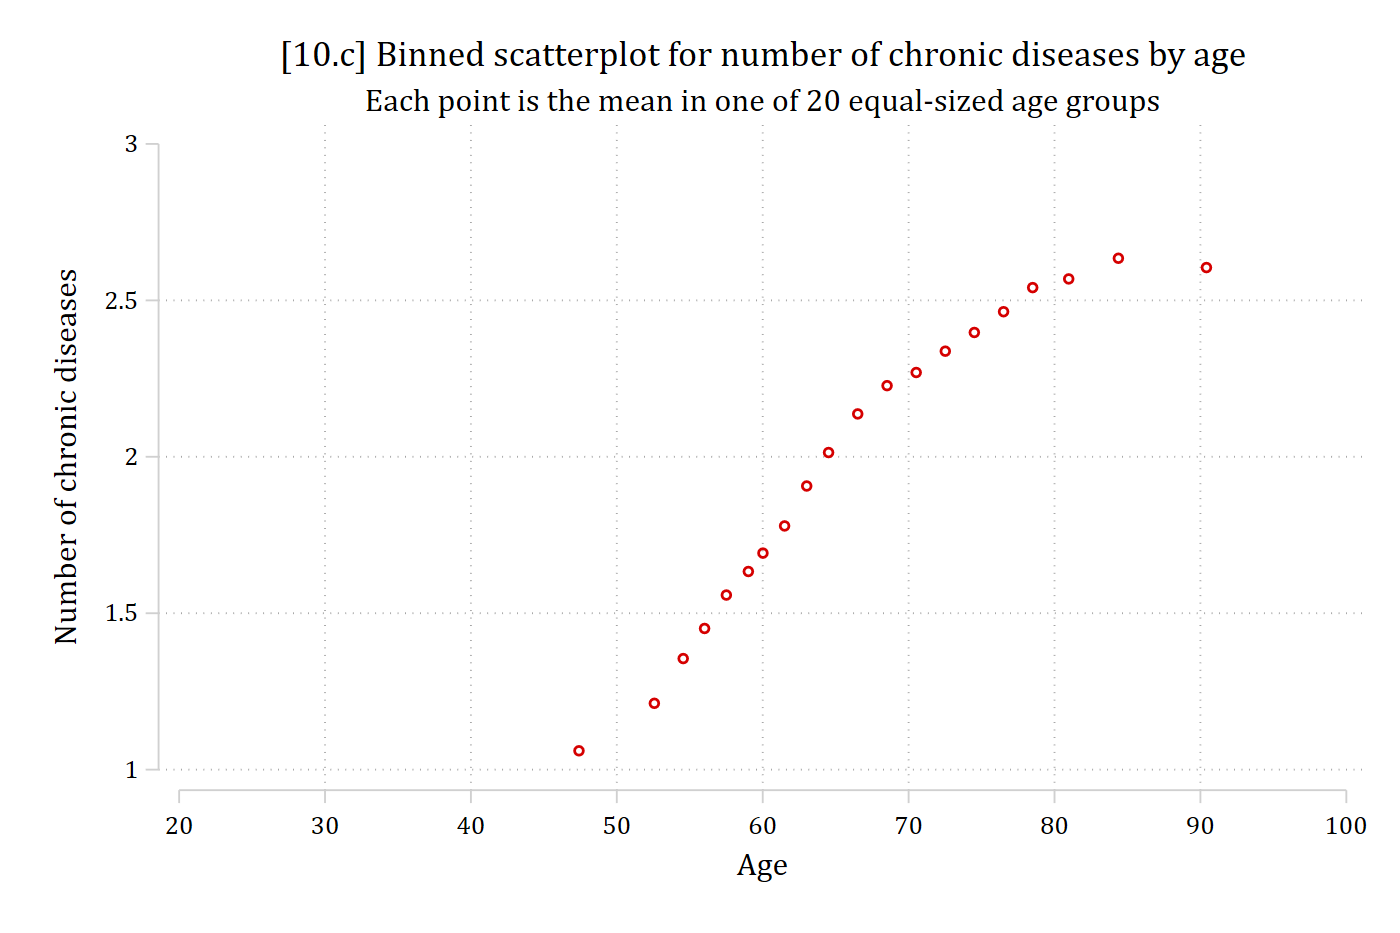 [10.c] Binned scatterplot for number of chronic diseases by age
Each point is the mean in one of 20 equal-sized age groups
Number of chronic diseases
3
2.5
2
1.5
1
20 30 40 50 60 70 80 90 100
Age